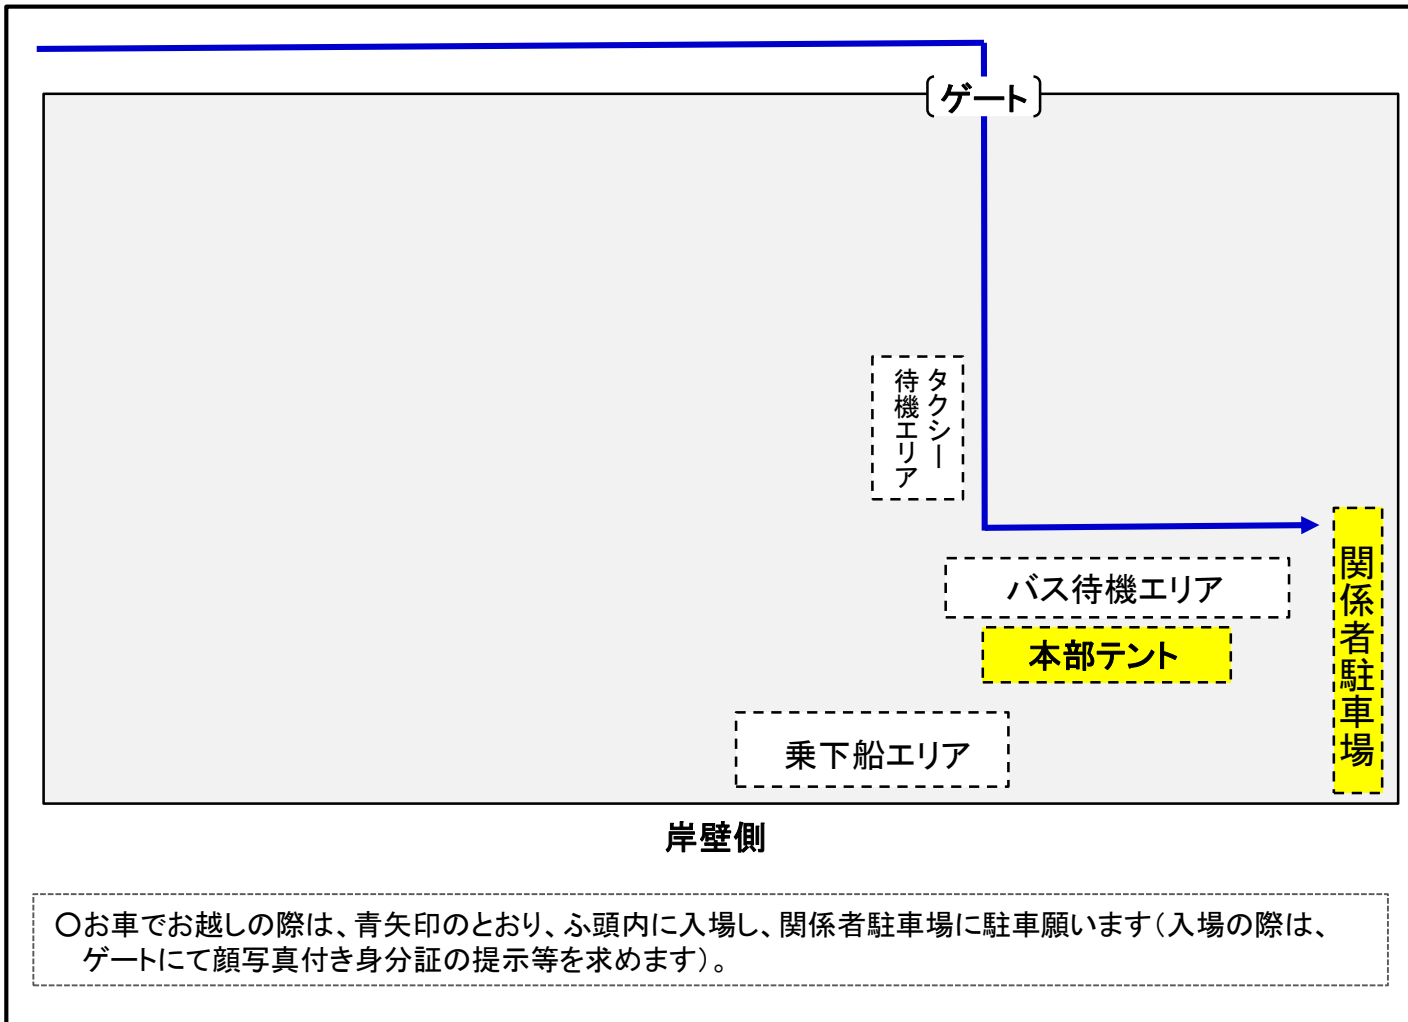 ゲート
タクシー
待機エリア
バス待機エリア
本部テント
関係者駐車場
乗下船エリア
岸壁側
○お車でお越しの際は、青矢印のとおり、ふ頭内に入場し、関係者駐車場に駐車願います(入場の際は、
ゲートにて顔写真付き身分証の提示等を求めます)。